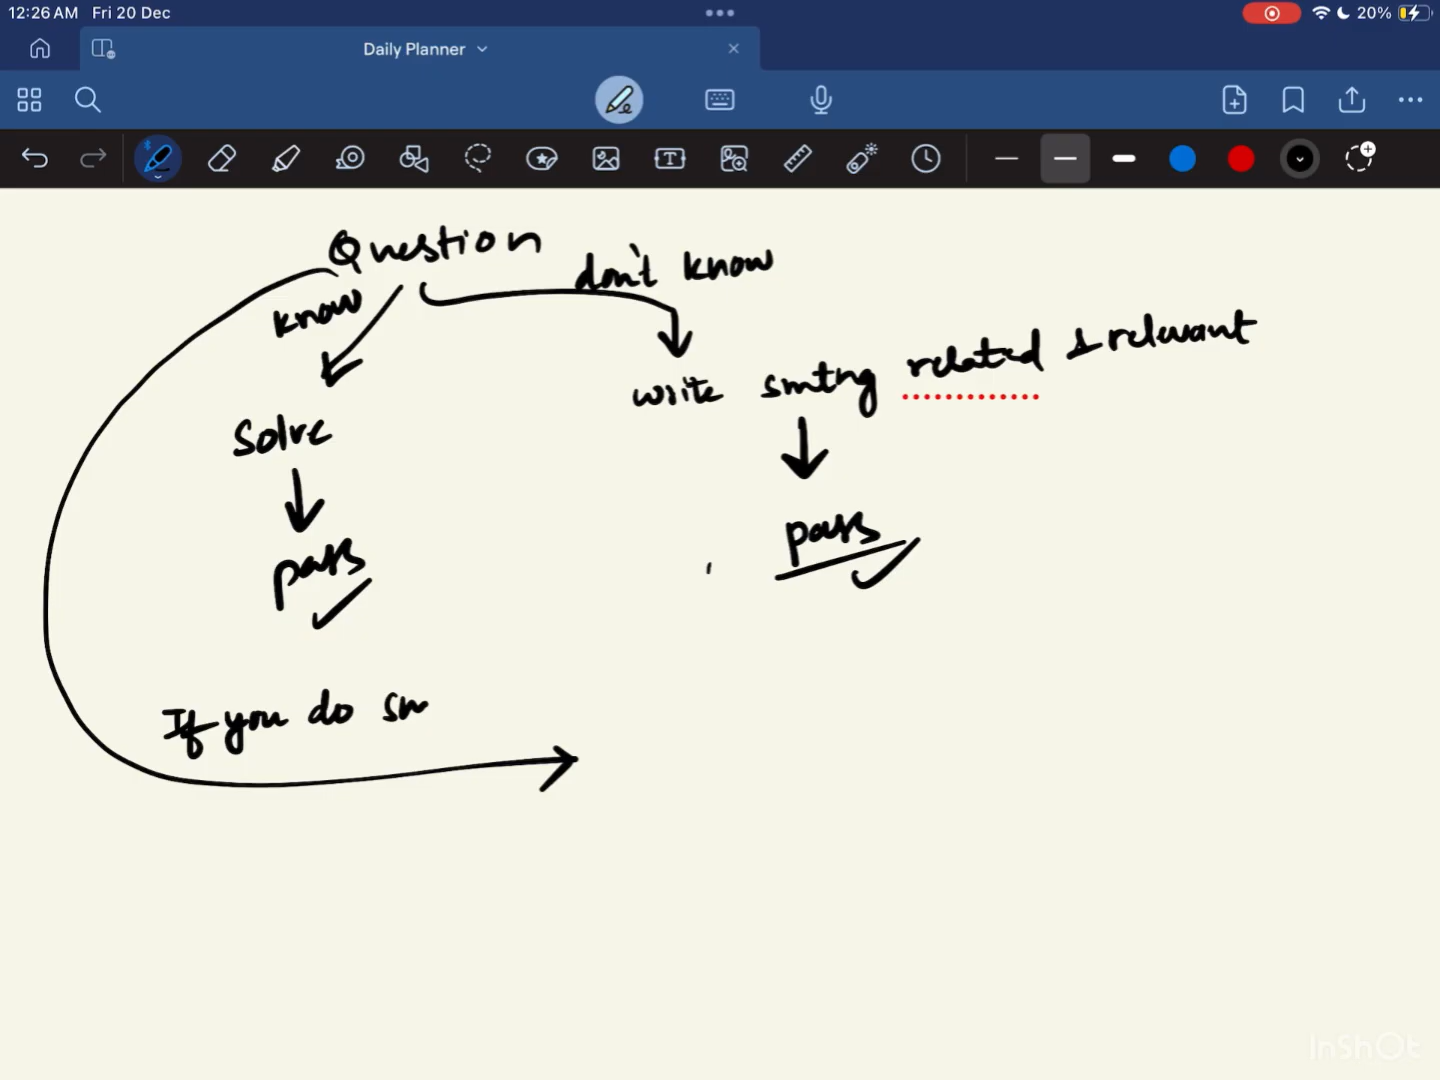 12:26 AM Fri 20 Dec
20%
Daily Planner
Question
know
don't know
Solve
write smtng related & relevant
pass
pass
If you do sm
InShOt